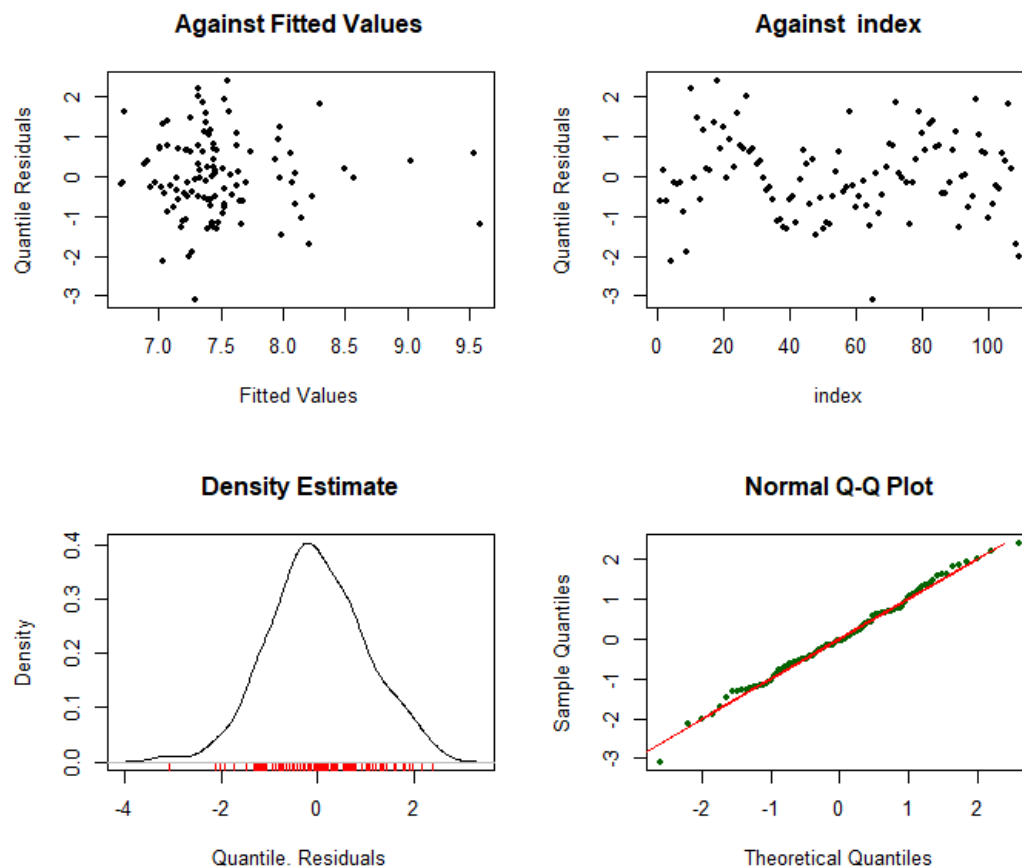 Against Fitted Values
Quantile Residuals
2
1
0
-1
-2
-3
7.0 7.5 8.0 8.5 9.0 9.5
Fitted Values
Against index
Quantile Residuals
2
1
0
-1
-2
-3
0 20 40 60 80 100
index
Density Estimate
Density
0.4
0.3
0.2
0.1
0.0
-4 -2 0 2
Quantile. Residuals
Normal Q-Q Plot
Sample Quantiles
2
1
0
-1
-2
-3
-2 -1 0 1 2
Theoretical Quantiles